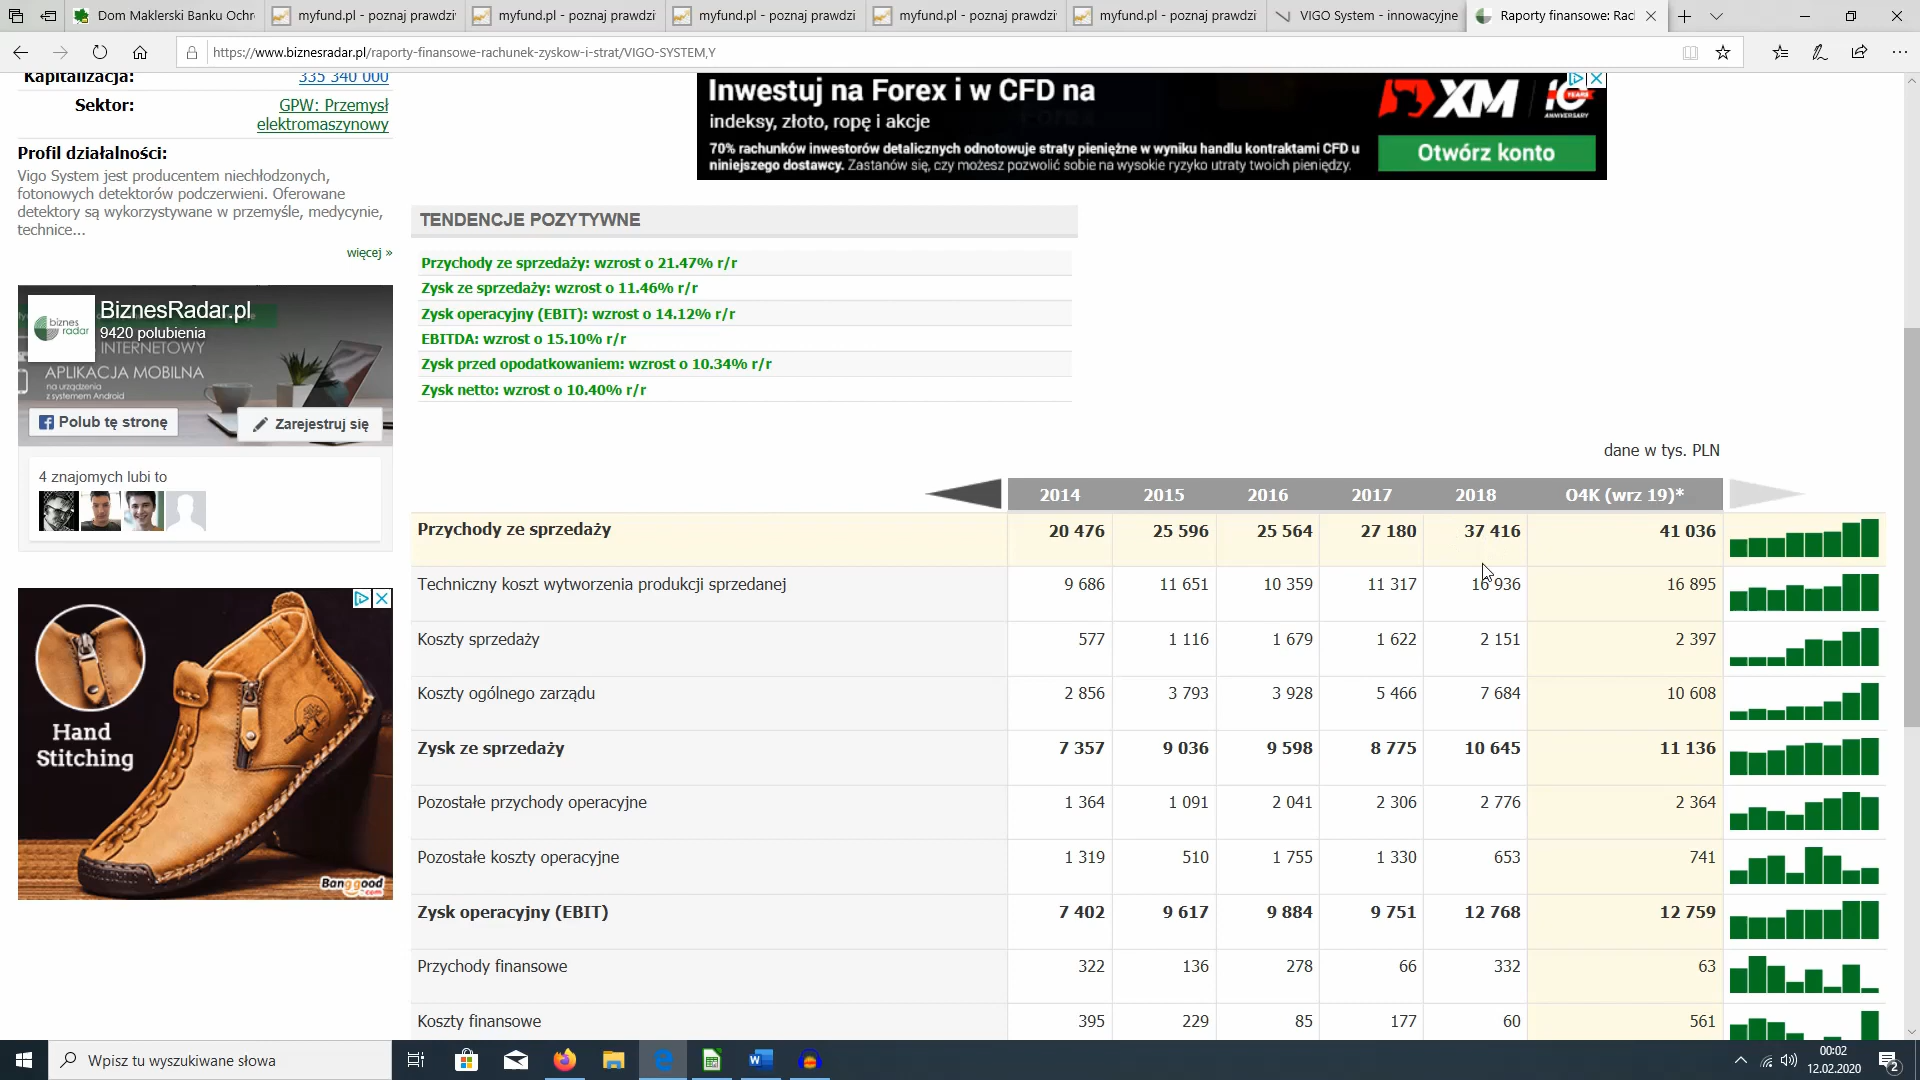 Dom Maklerski Banku Ochr
myfund.pl - poznaj prawdziw
myfund.pl - poznaj prawdzi
myfund.pl - poznaj prawdzi
myfund.pl - poznaj prawdziw
myfund.pl - poznaj prawdzi
VIGO System - innowacyjne
Raporty finansowe: Rach
https://www.biznesradar.pl/raporty-finansowe-rachunek-zyskow-i-strat/VIGO-SYSTEM,Y
Kapitalizacja: 335 340 000
Sektor: GPW: Przemysł
elektromaszynowy
Profil działalności:
Vigo System jest producentem niechłodzonych,
fotonowych detektorów podczerwieni. Oferowane
detektory są wykorzystywane w przemyśle, medycynie,
technice...
więcej »
biznes
radar
BiznesRadar.pl
9420 polubienia
INTERNETOWY
APLIKACJA MOBILNA
na urządzenia
z systemem Android
Polub tę stronę
Zarejestruj się
4 znajomych lubi to
Hand
Stitching
Banggood
.com
Inwestuj na Forex i w CFD na
indeksy, złoto, ropę i akcje
70% rachunków inwestorów detalicznych odnotowuje straty pieniężne w wyniku handlu kontraktami CFD u
niniejszego dostawcy. Zastanów się, czy możesz pozwolić sobie na wysokie ryzyko utraty twoich pieniędzy.
XM
10
YEARS
ANNIVERSARY
Otwórz konto
TENDENCJE POZYTYWNE
Przychody ze sprzedaży: wzrost o 21.47% r/r
Zysk ze sprzedaży: wzrost o 11.46% r/r
Zysk operacyjny (EBIT): wzrost o 14.12% r/r
EBITDA: wzrost o 15.10% r/r
Zysk przed opodatkowaniem: wzrost o 10.34% r/r
Zysk netto: wzrost o 10.40% r/r
dane w tys. PLN
2014 2015 2016 2017 2018 O4K (wrz 19)*
Przychody ze sprzedaży 20 476 25 596 25 564 27 180 37 416 41 036
Techniczny koszt wytworzenia produkcji sprzedanej 9 686 11 651 10 359 11 317 16 936 16 895
Koszty sprzedaży 577 1 116 1 679 1 622 2 151 2 397
Koszty ogólnego zarządu 2 856 3 793 3 928 5 466 7 684 10 608
Zysk ze sprzedaży 7 357 9 036 9 598 8 775 10 645 11 136
Pozostałe przychody operacyjne 1 364 1 091 2 041 2 306 2 776 2 364
Pozostałe koszty operacyjne 1 319 510 1 755 1 330 653 741
Zysk operacyjny (EBIT) 7 402 9 617 9 884 9 751 12 768 12 759
Przychody finansowe 322 136 278 66 332 63
Koszty finansowe 395 229 85 177 60 561
Wpisz tu wyszukiwane słowa
00:02
12.02.2020
2